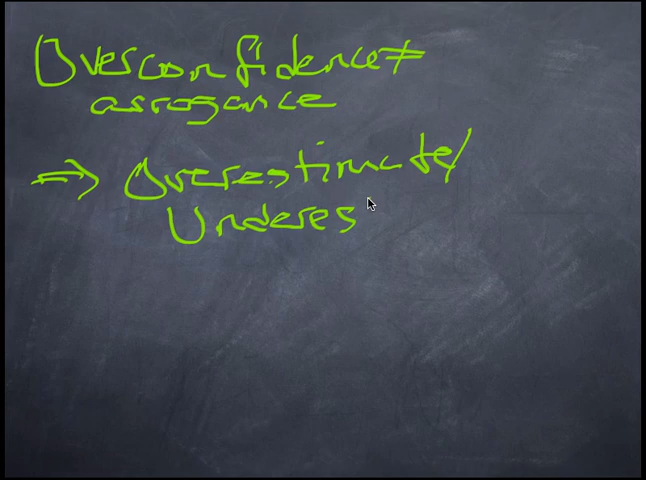 Overconfidence≠
arrogance
⇒ Overestimate/
Underes